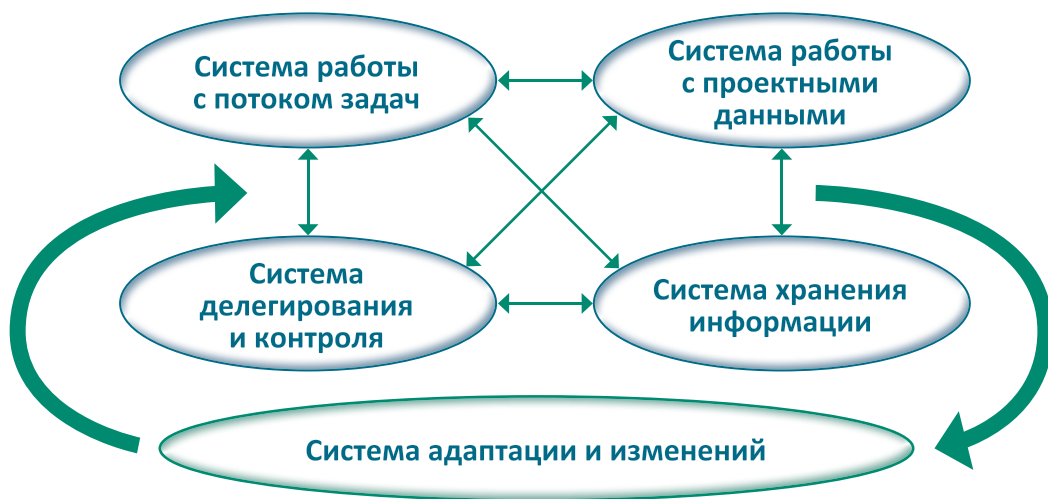 Система работы
с потоком задач
Система работы
с проектными
данными
Система
делегирования
и контроля
Система хранения
информации
Система адаптации и изменений